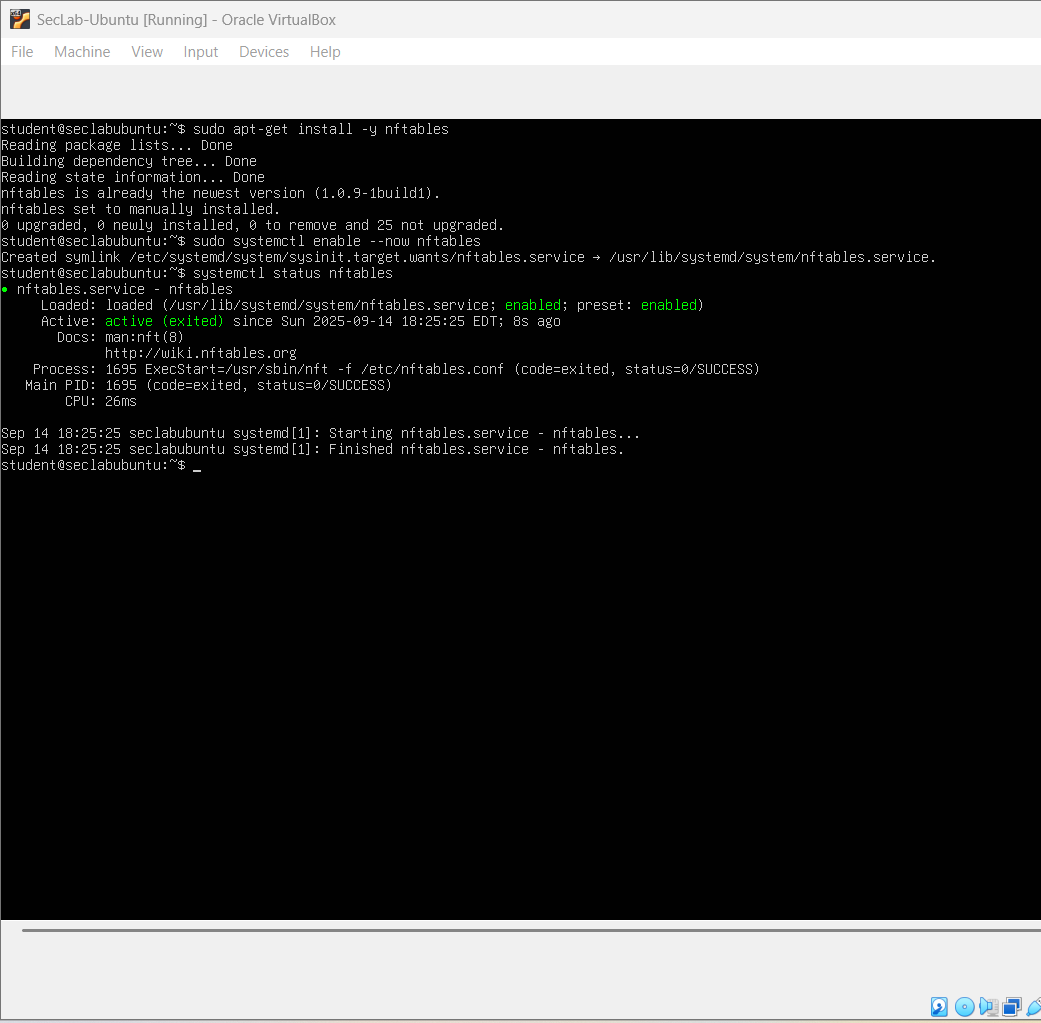 SecLab-Ubuntu [Running] - Oracle VirtualBox
File Machine View Input Devices Help
student@seclabubuntu:~$ sudo apt-get install -y nftables
Reading package lists... Done
Building dependency tree... Done
Reading state information... Done
nftables is already the newest version (1.0.9-1build1).
nftables set to manually installed.
0 upgraded, 0 newly installed, 0 to remove and 25 not upgraded.
student@seclabubuntu:~$ sudo systemctl enable --now nftables
Created symlink /etc/systemd/system/sysinit.target.wants/nftables.service → /usr/lib/systemd/system/nftables.service.
student@seclabubuntu:~$ systemctl status nftables
● nftables.service - nftables
     Loaded: loaded (/usr/lib/systemd/system/nftables.service; enabled; preset: enabled)
     Active: active (exited) since Sun 2025-09-14 18:25:25 EDT; 8s ago
       Docs: man:nft(8)
             http://wiki.nftables.org
    Process: 1695 ExecStart=/usr/sbin/nft -f /etc/nftables.conf (code=exited, status=0/SUCCESS)
   Main PID: 1695 (code=exited, status=0/SUCCESS)
        CPU: 26ms
Sep 14 18:25:25 seclabubuntu systemd[1]: Starting nftables.service - nftables...
Sep 14 18:25:25 seclabubuntu systemd[1]: Finished nftables.service - nftables.
student@seclabubuntu:~$ _